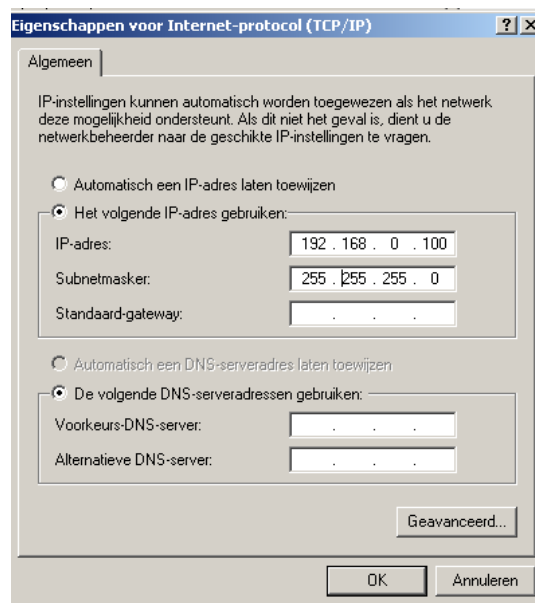 Eigenschappen voor Internet-protocol (TCP/IP)
Algemeen
IP-instellingen kunnen automatisch worden toegewezen als het netwerk
deze mogelijkheid ondersteunt. Als dit niet het geval is, dient u de
netwerkbeheerder naar de geschikte IP-instellingen te vragen.
Automatisch een IP-adres laten toewijzen
Het volgende IP-adres gebruiken:
IP-adres: 192 . 168 . 0 . 100
Subnetmasker: 255 . 255 . 255 . 0
Standaard-gateway: . . .
Automatisch een DNS-serveradres laten toewijzen
De volgende DNS-serveradressen gebruiken:
Voorkeurs-DNS-server: . . .
Alternatieve DNS-server: . . .
Geavanceerd...
OK Annuleren